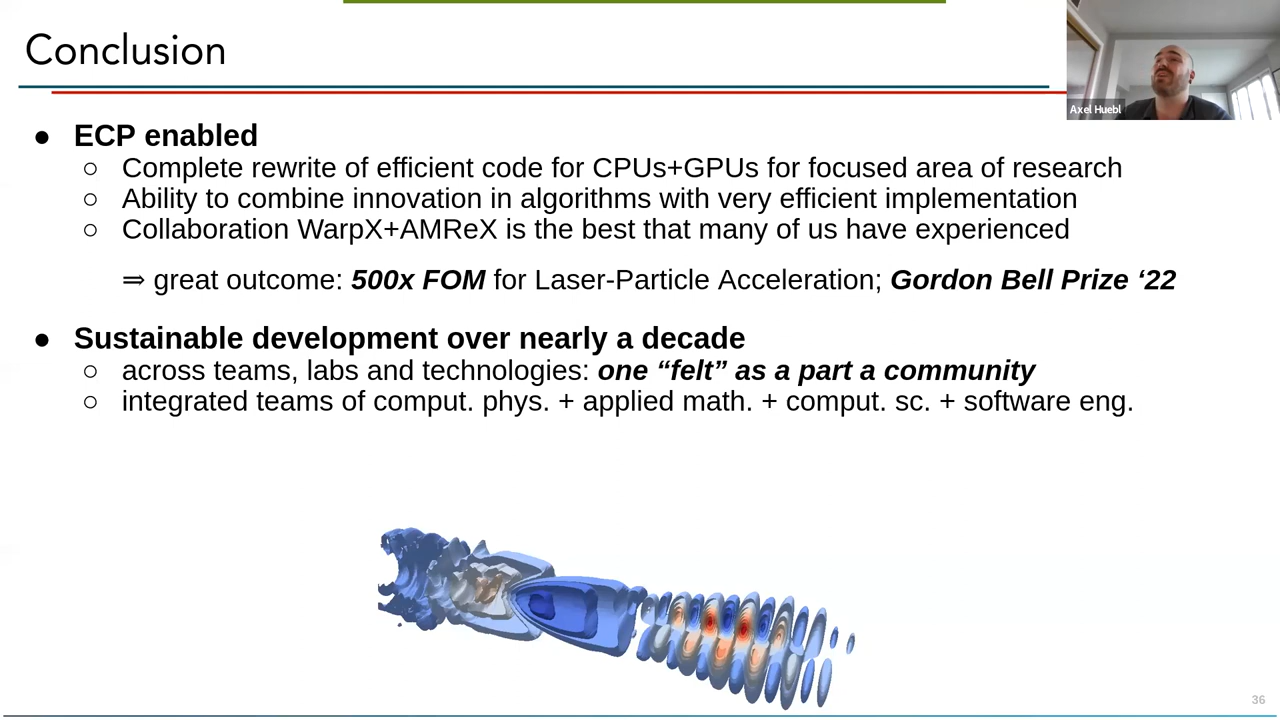 Conclusion
Axel Huebl
● ECP enabled
○ Complete rewrite of efficient code for CPUs+GPUs for focused area of research
○ Ability to combine innovation in algorithms with very efficient implementation
○ Collaboration WarpX+AMReX is the best that many of us have experienced
⇒ great outcome: 500x FOM for Laser-Particle Acceleration; Gordon Bell Prize ‘22
● Sustainable development over nearly a decade
○ across teams, labs and technologies: one “felt” as a part a community
○ integrated teams of comput. phys. + applied math. + comput. sc. + software eng.
36